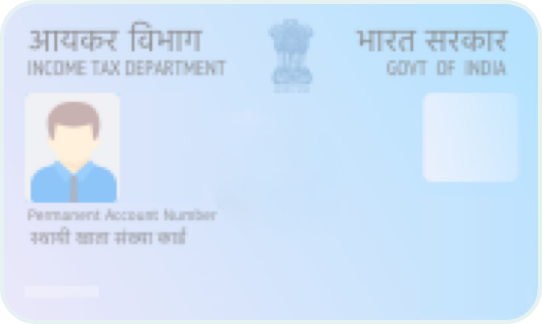 आयकर विभाग
भारत सरकार
INCOME TAX DEPARTMENT
GOVT OF INDIA
Permanent Account Number
स्थायी खाता संख्या कार्ड